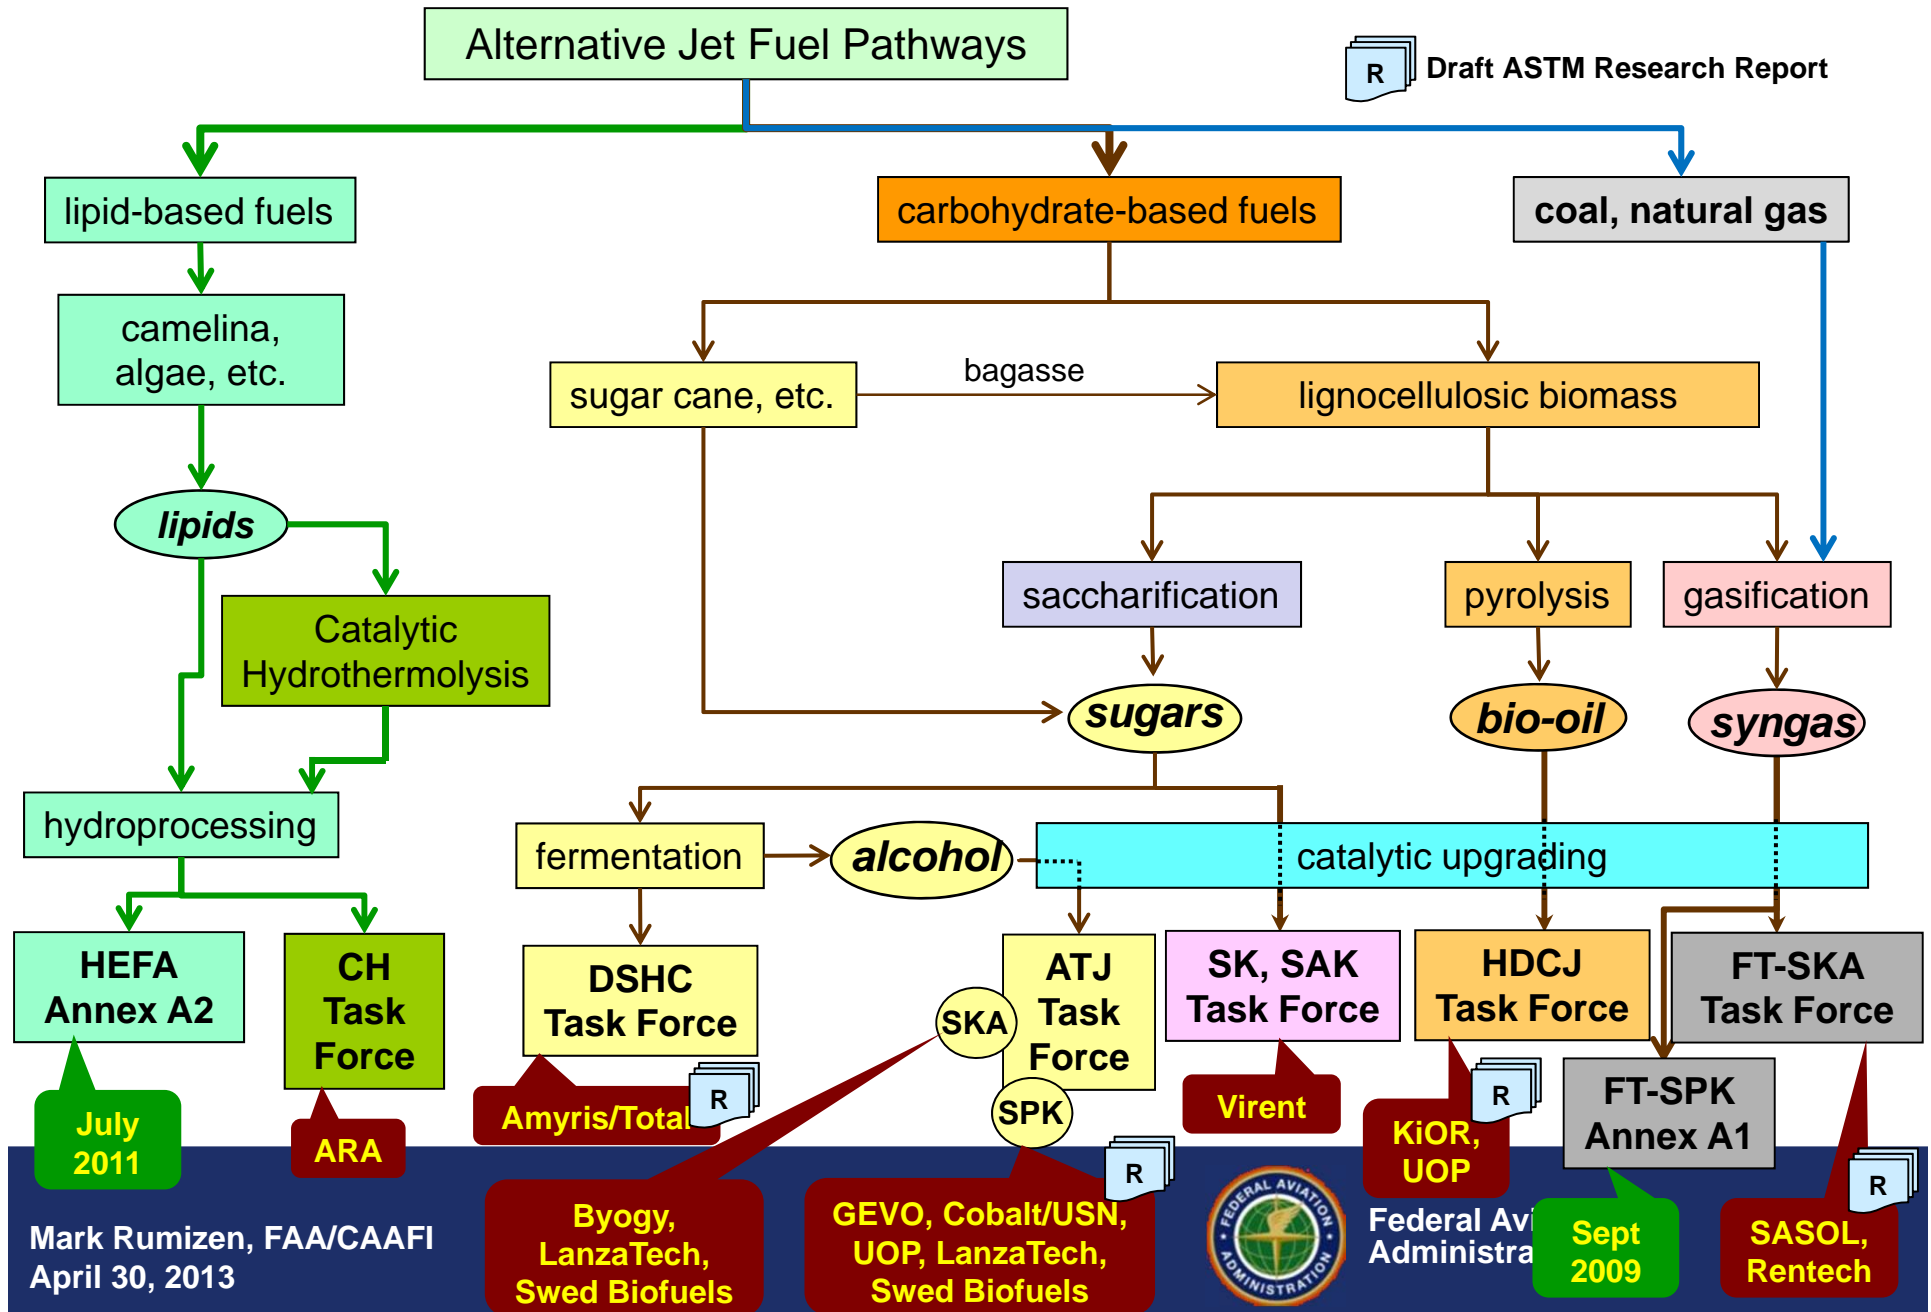 Alternative Jet Fuel Pathways
R
Draft ASTM Research Report
lipid-based fuels
carbohydrate-based fuels
coal, natural gas
camelina,
algae, etc.
sugar cane, etc.
bagasse
lignocellulosic biomass
lipids
saccharification
pyrolysis
gasification
Catalytic
Hydrothermolysis
sugars
bio-oil
syngas
hydroprocessing
fermentation
alcohol
catalytic upgrading
HEFA
Annex A2
CH
Task
Force
DSHC
Task Force
SKA
ATJ
Task
Force
SPK
SK, SAK
Task Force
HDCJ
Task Force
FT-SKA
Task Force
FT-SPK
Annex A1
July
2011
ARA
Amyris/Total
R
Virent
KiOR,
UOP
R
Byogy,
LanzaTech,
Swed Biofuels
GEVO, Cobalt/USN,
UOP, LanzaTech,
Swed Biofuels
R
Sept
2009
SASOL,
Rentech
R
Mark Rumizen, FAA/CAAFI
April 30, 2013
FEDERAL AVIATION
ADMINISTRATION
Federal Avi
Administra